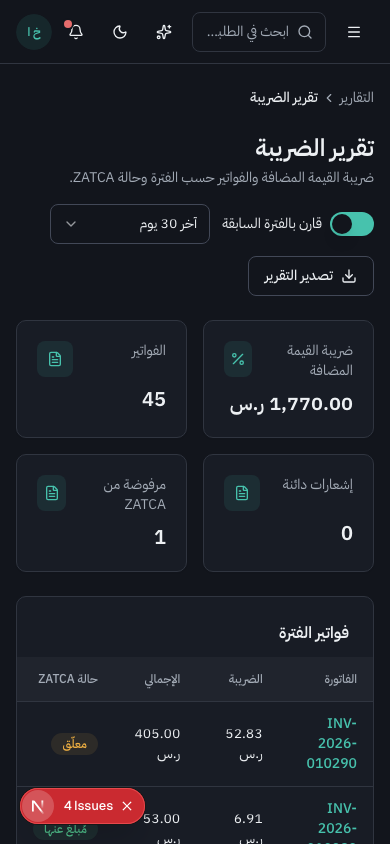 ابحث في الطلبـ...
خ ا
التقارير › تقرير الضريبة
تقرير الضريبة
ضريبة القيمة المضافة والفواتير حسب الفترة وحالة ZATCA.
قارن بالفترة السابقة
آخر 30 يوم
تصدير التقرير
ضريبة القيمة
المضافة
1,770.00 ر.س
الفواتير
45
إشعارات دائنة
0
مرفوضة من
ZATCA
1
فواتير الفترة
الفاتورة الضريبة الإجمالي حالة ZATCA
INV-
2026-
010290
52.83
ر.س
405.00
ر.س
معلّق
INV-
2026-
6.91
ر.س
53.00
ر.س
مُبلغ عنها
N 4 Issues